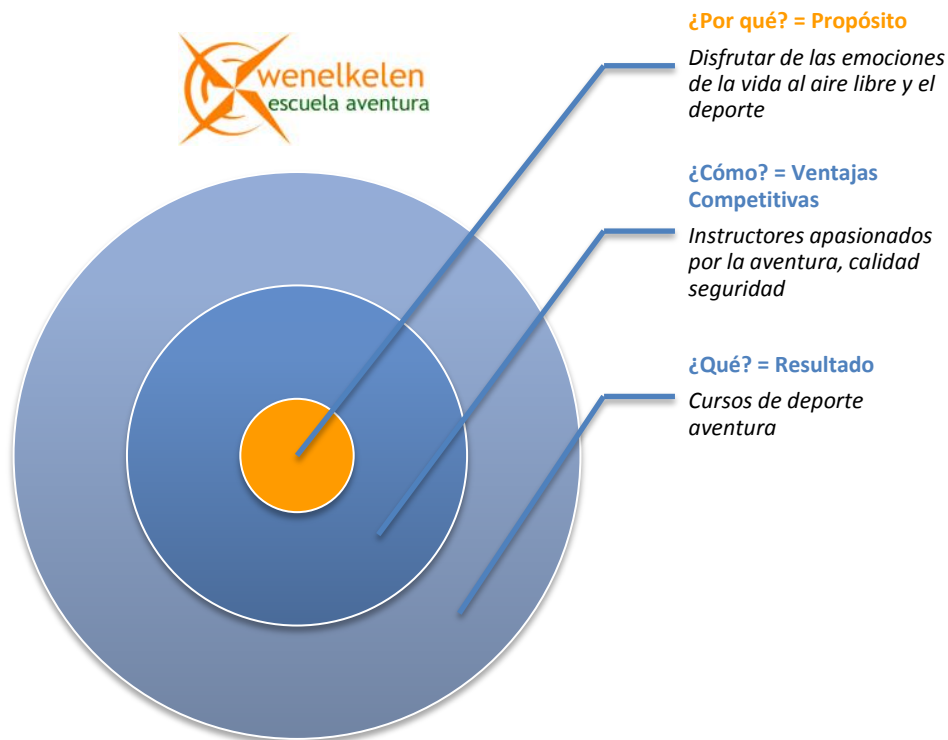 wenelkelen
escuela aventura
¿Por qué? = Propósito
Disfrutar de las emociones
de la vida al aire libre y el
deporte
¿Cómo? = Ventajas
Competitivas
Instructores apasionados
por la aventura, calidad
seguridad
¿Qué? = Resultado
Cursos de deporte
aventura